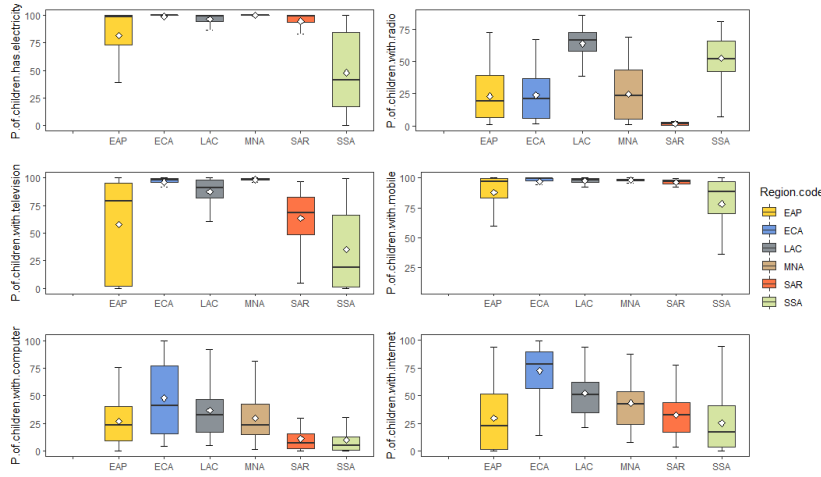 P.of.children.has.electricity
100
75
50
25
0
EAP ECA LAC MNA SAR SSA
P.of.children.with.radio
75
50
25
0
EAP ECA LAC MNA SAR SSA
P.of.children.with.television
100
75
50
25
0
EAP ECA LAC MNA SAR SSA
P.of.children.with.mobile
100
75
50
25
EAP ECA LAC MNA SAR SSA
Region.code
EAP
ECA
LAC
MNA
SAR
SSA
P.of.children.with.computer
100
75
50
25
0
EAP ECA LAC MNA SAR SSA
P.of.children.with.internet
100
75
50
25
0
EAP ECA LAC MNA SAR SSA